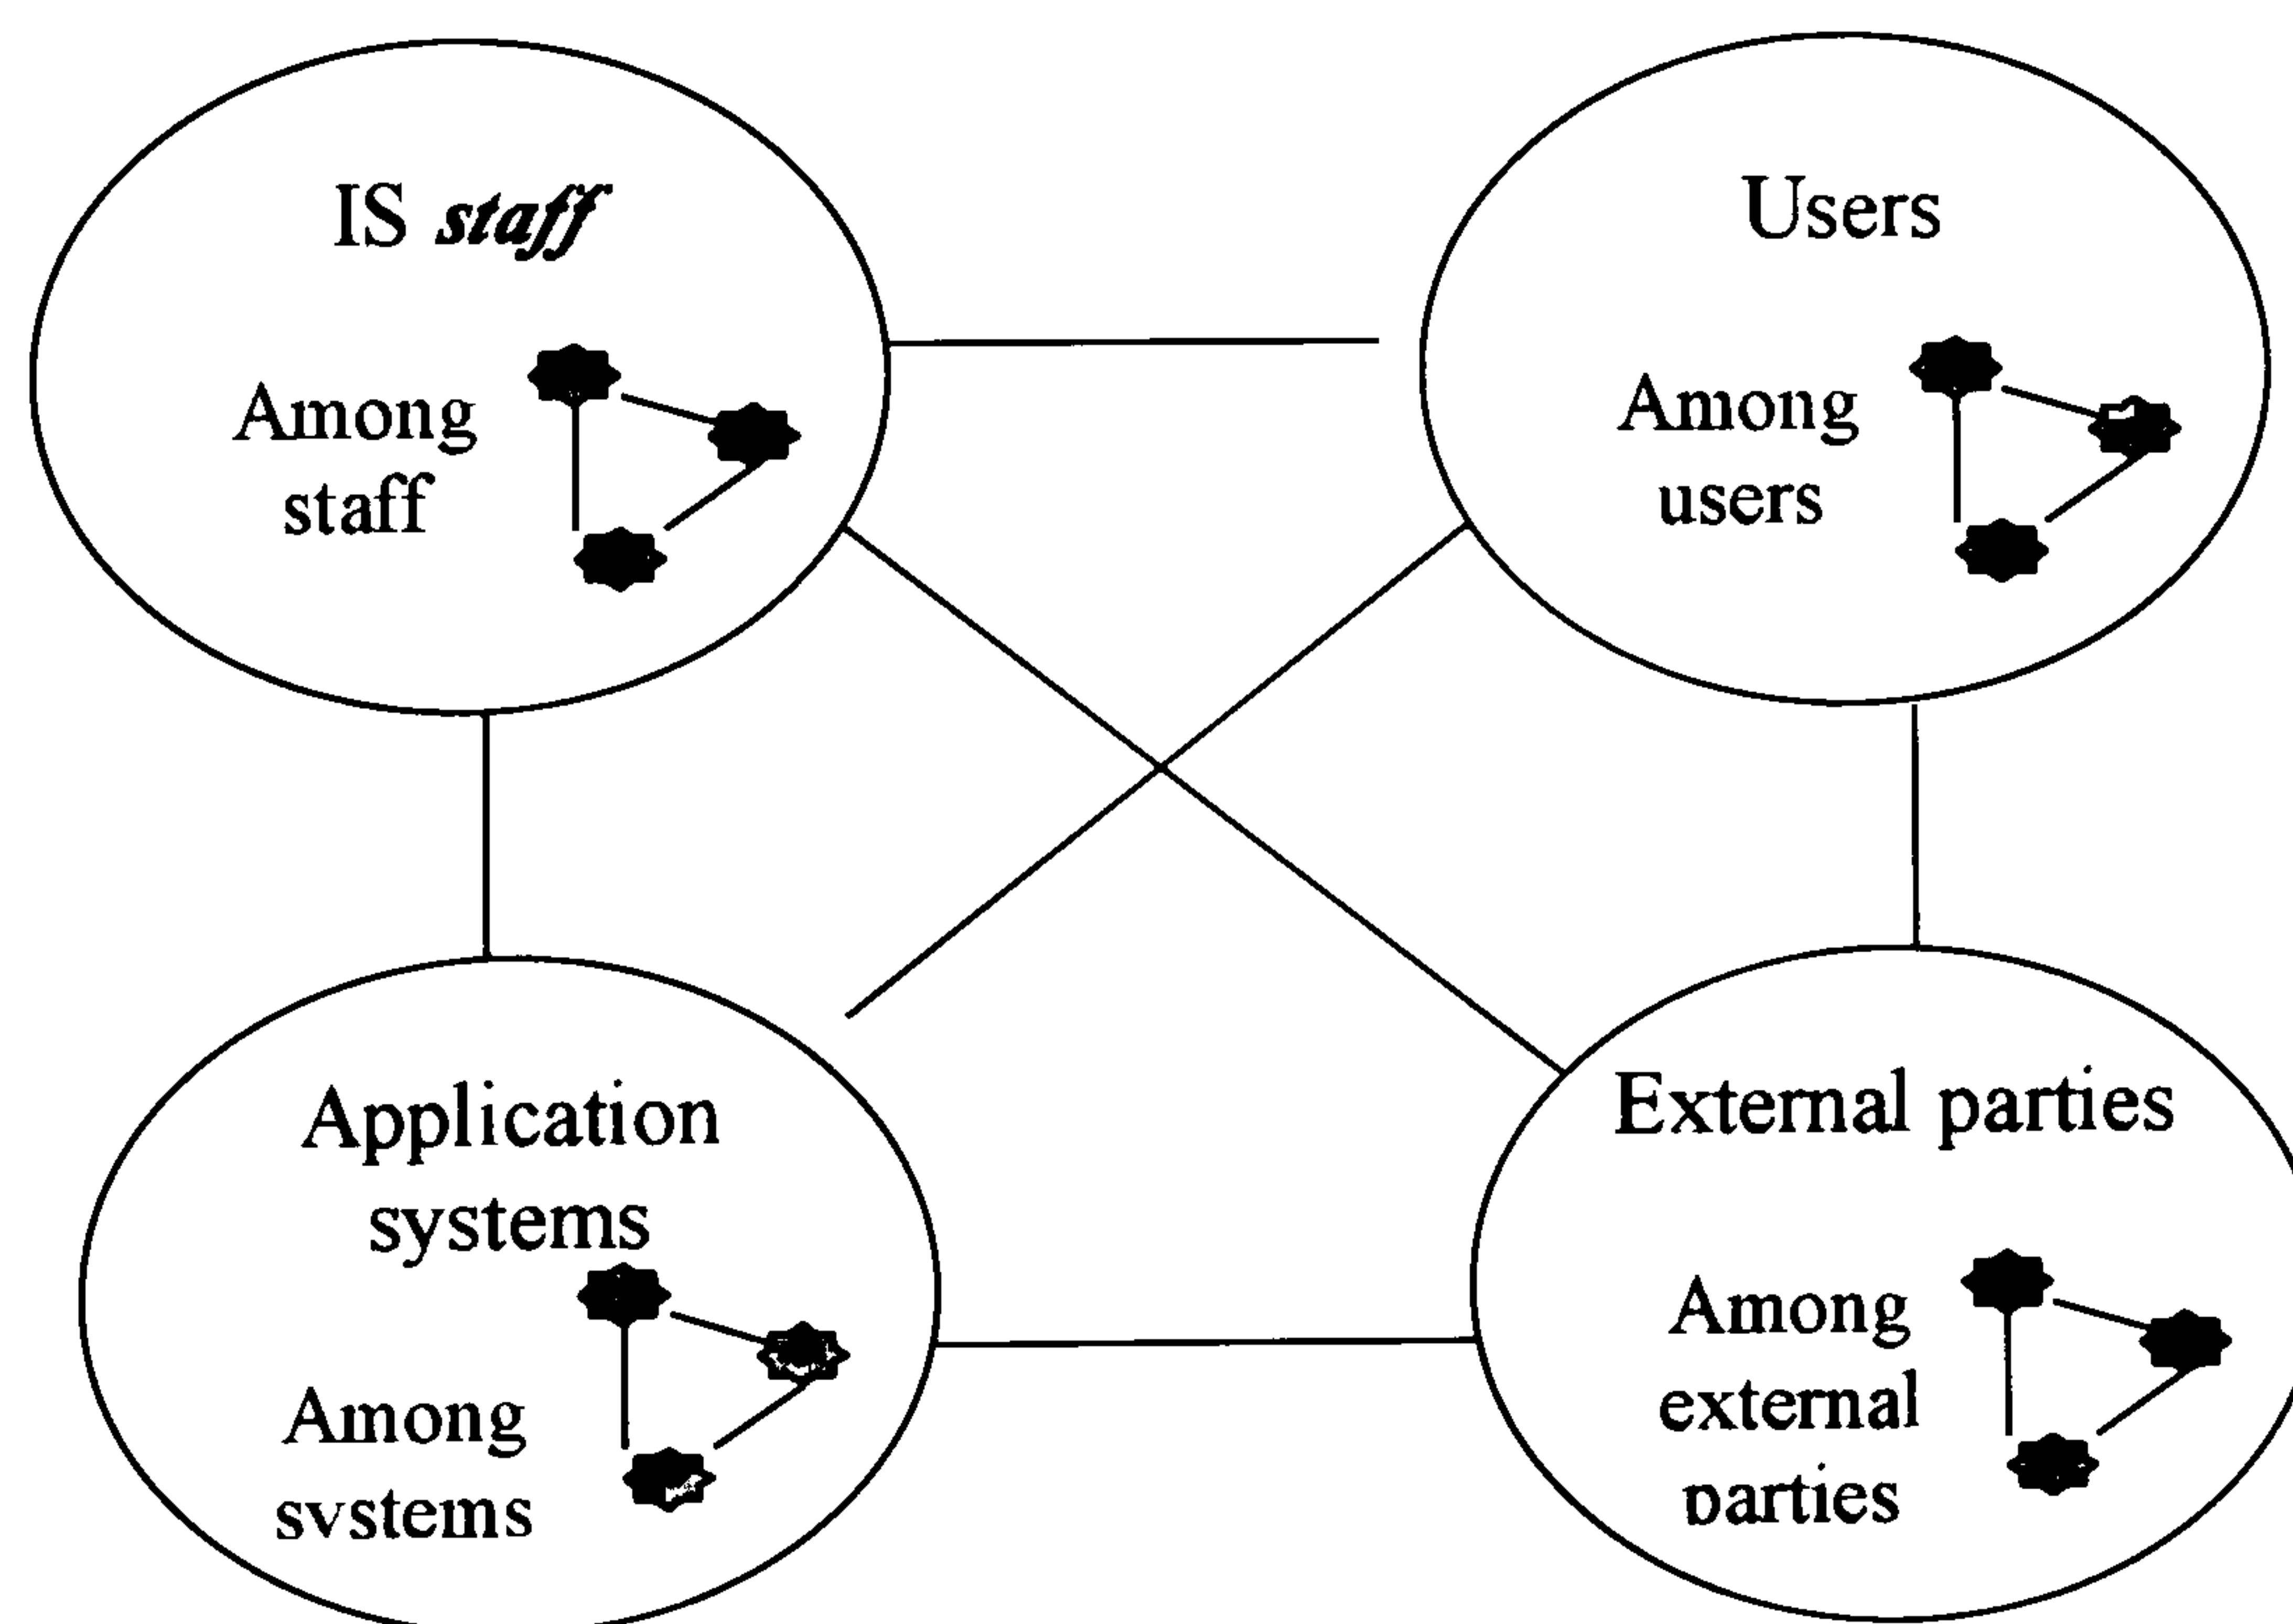 IS staff
Among
staff
Users
Among
users
Application
systems
Among
systems
External parties
Among
external
parties